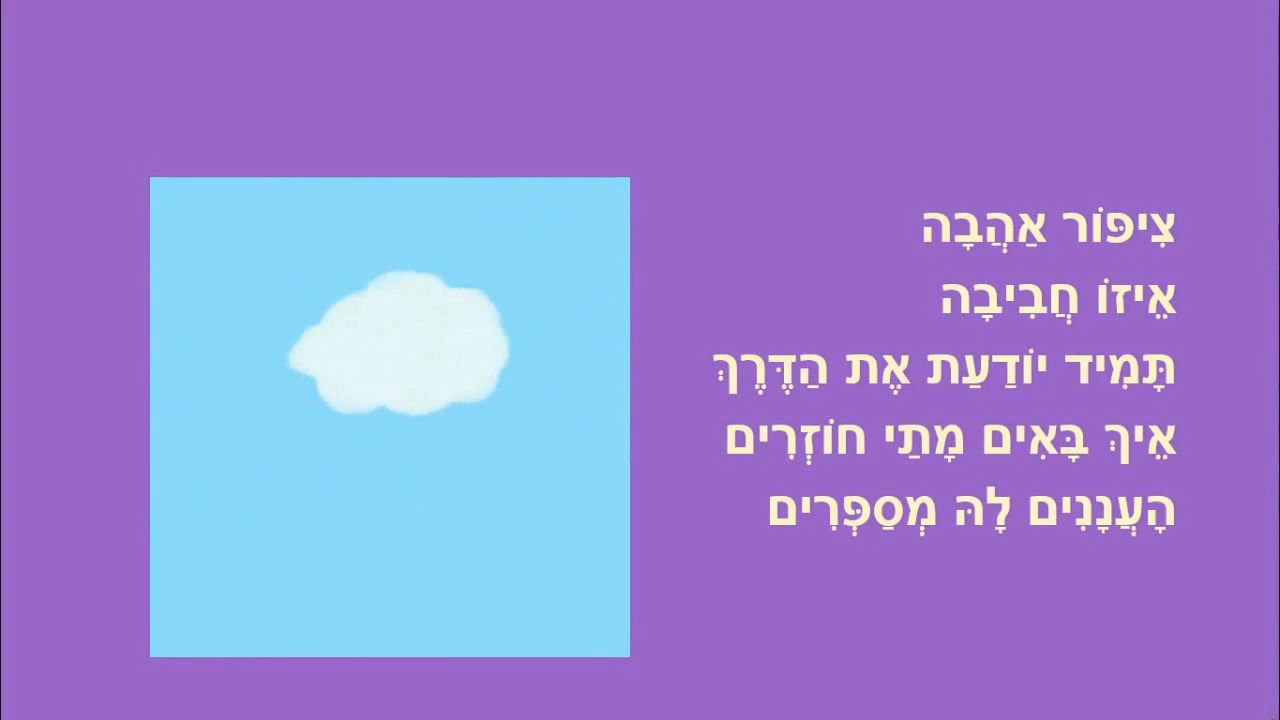 צִיפּוֹר אַהֲבָה
אֵיזוֹ חֲבִיבָה
תָּמִיד יוֹדַעַת אֶת הַדֶּרֶךְ
אֵיךְ בָּאִים מָתַי חוֹזְרִים
הָעֲנָנִים לָהּ מְסַפְּרִים